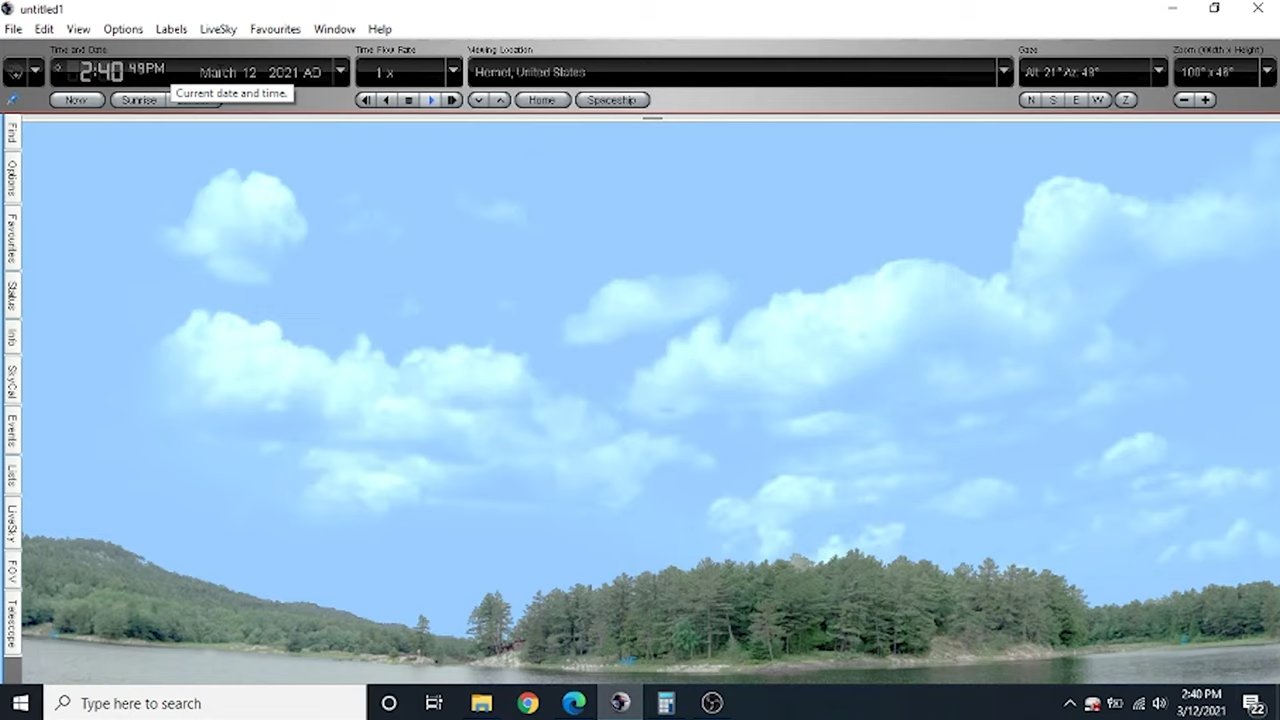 untitled1
File Edit View Options Labels LiveSky Favourites Window Help
Time and Date Time Flow Rate Viewing Location Gaze Zoom (Width x Height)
2:40 PM March 12 2021 AD 1 x Hemet, United States Alt: 21° Az: 48° 100° x 48°
Current date and time.
Now Sunrise Home Spaceship N S E W Z
Find
Options
Favourites
Status
Info
SkyCal
Events
Lists
LiveSky
FOV
Telescope
Type here to search
2:40 PM
3/12/2021
22